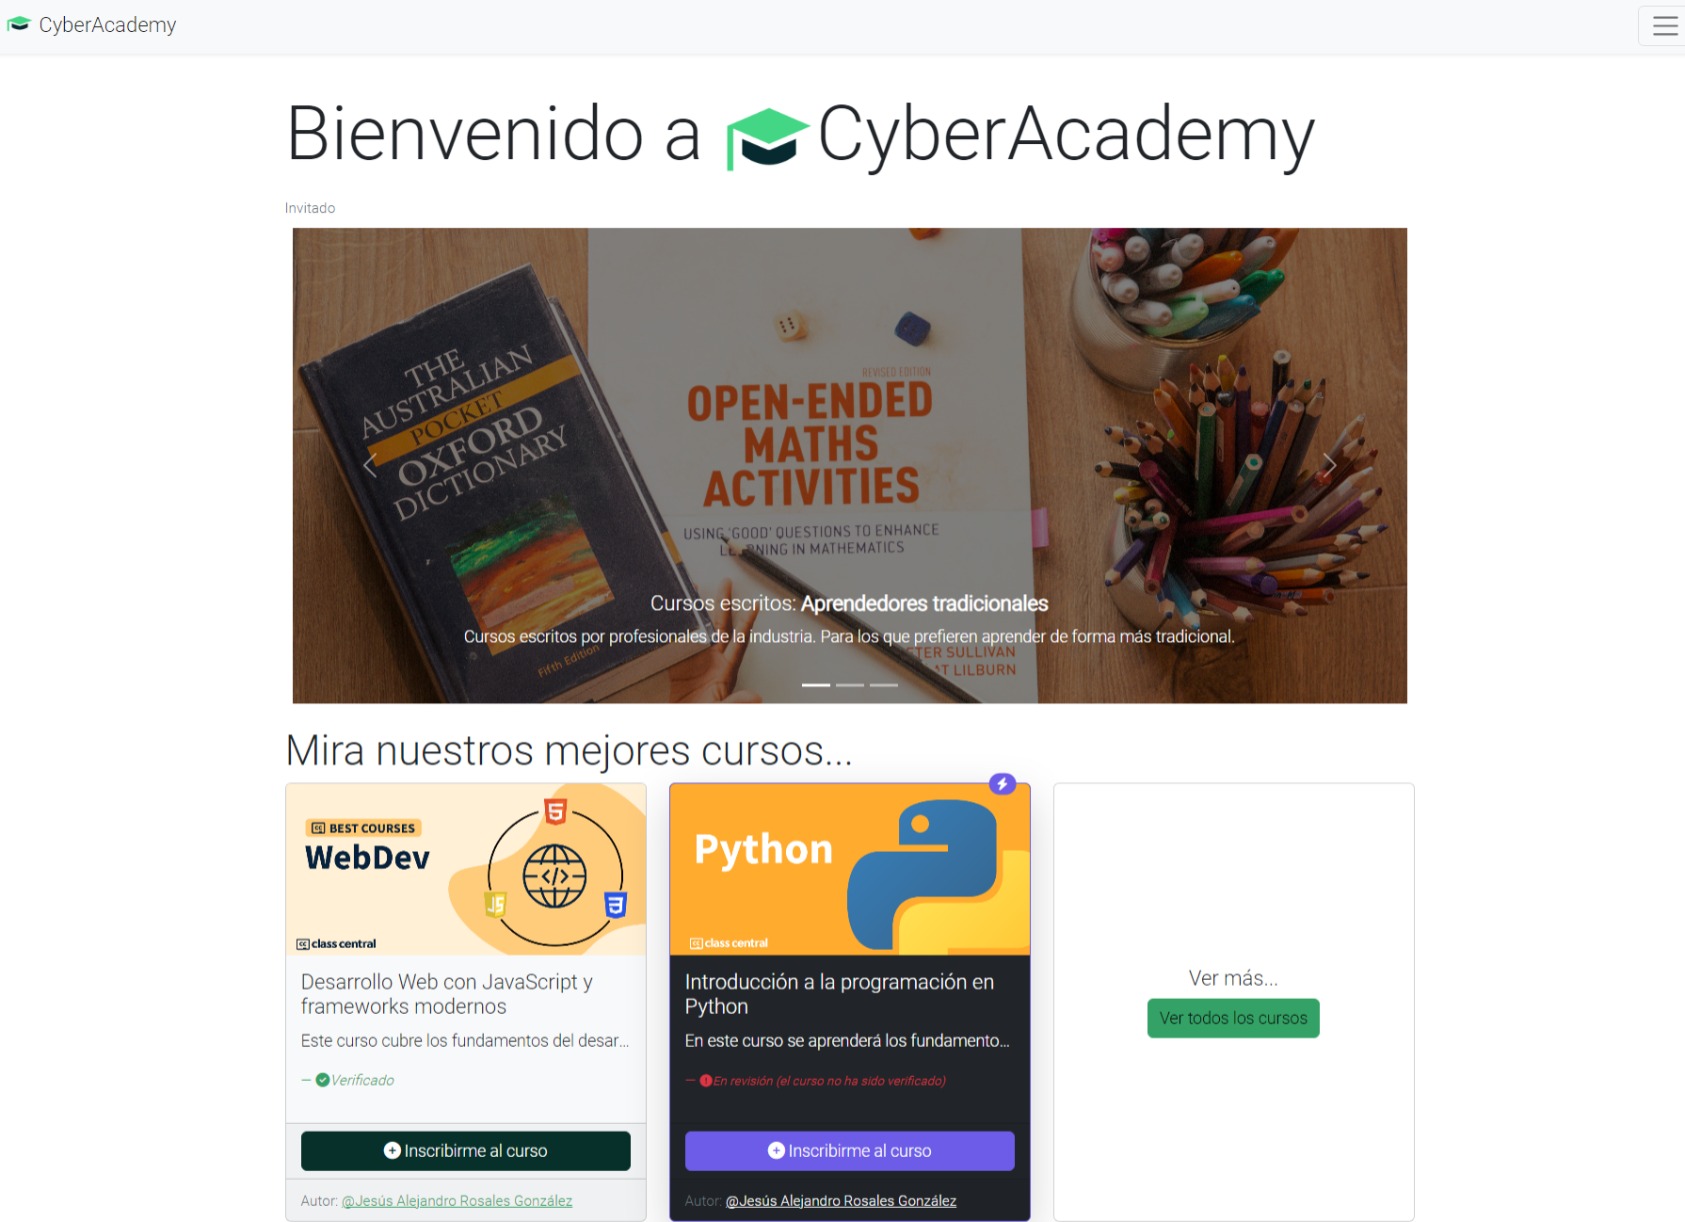 CyberAcademy
Bienvenido a CyberAcademy
Invitado
THE
AUSTRALIAN
POCKET
OXFORD
DICTIONARY
Fifth Edition
REVISED EDITION
OPEN-ENDED
MATHS
ACTIVITIES
USING 'GOOD' QUESTIONS TO ENHANCE
LEARNING IN MATHEMATICS
Cursos escritos: Aprendedores tradicionales
Cursos escritos por profesionales de la industria. Para los que prefieren aprender de forma más tradicional.
SULLIVAN
LILBURN
Mira nuestros mejores cursos...
BEST COURSES
WebDev
5
JS
3
class central
Desarrollo Web con JavaScript y
frameworks modernos
Este curso cubre los fundamentos del desar...
— Verificado
Inscribirme al curso
Autor: @Jesús Alejandro Rosales González
Python
class central
Introducción a la programación en
Python
En este curso se aprenderá los fundamento...
— En revisión (el curso no ha sido verificado)
Inscribirme al curso
Autor: @Jesús Alejandro Rosales González
Ver más...
Ver todos los cursos